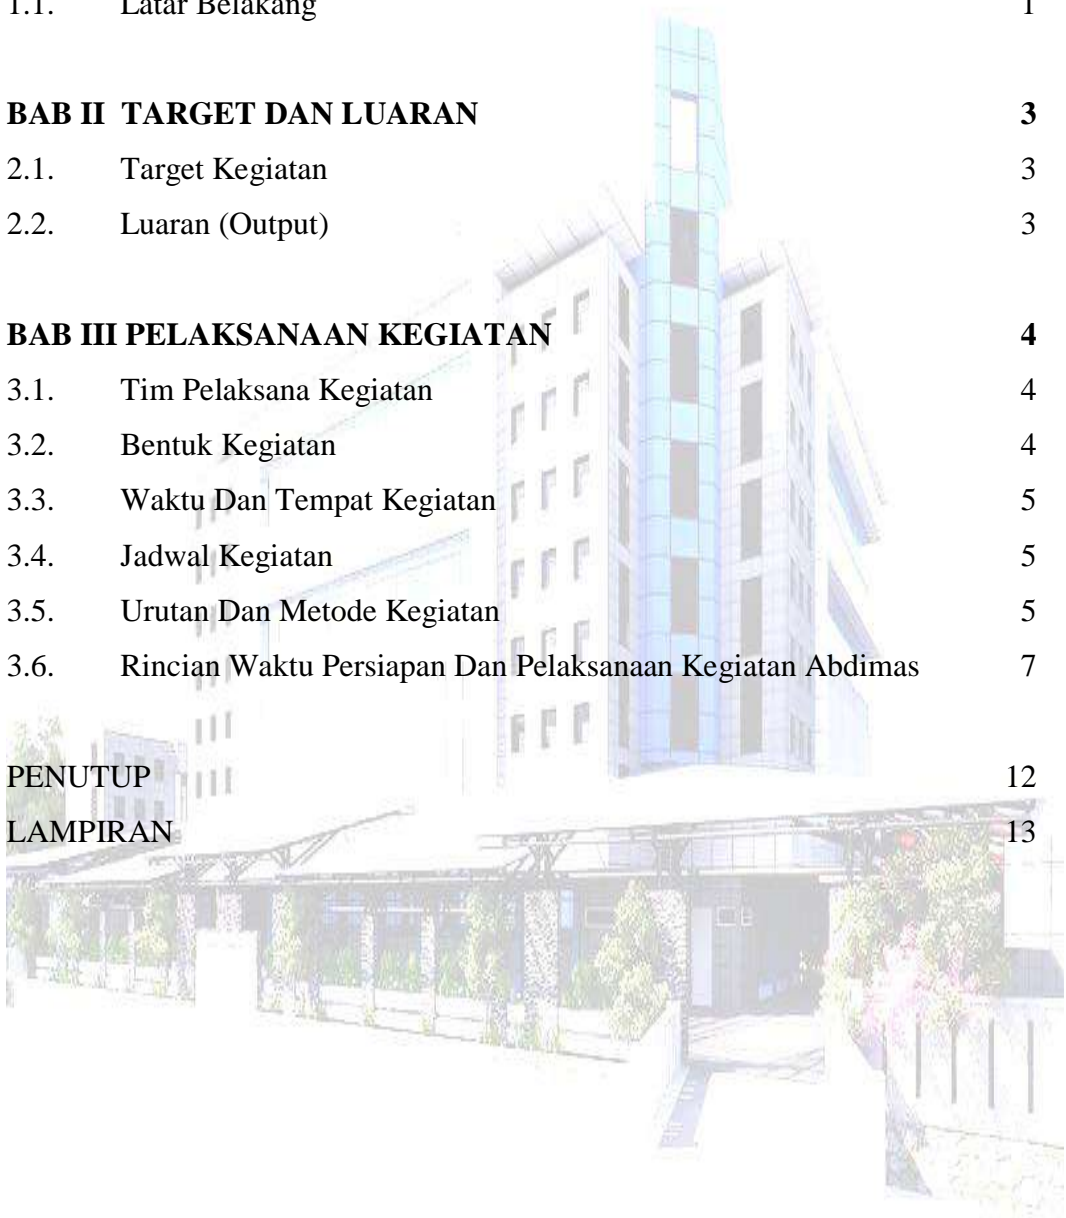 1.1. Latar Belakang 1
BAB II TARGET DAN LUARAN 3
2.1. Target Kegiatan 3
2.2. Luaran (Output) 3
BAB III PELAKSANAAN KEGIATAN 4
3.1. Tim Pelaksana Kegiatan 4
3.2. Bentuk Kegiatan 4
3.3. Waktu Dan Tempat Kegiatan 5
3.4. Jadwal Kegiatan 5
3.5. Urutan Dan Metode Kegiatan 5
3.6. Rincian Waktu Persiapan Dan Pelaksanaan Kegiatan Abdimas 7
PENUTUP 12
LAMPIRAN 13